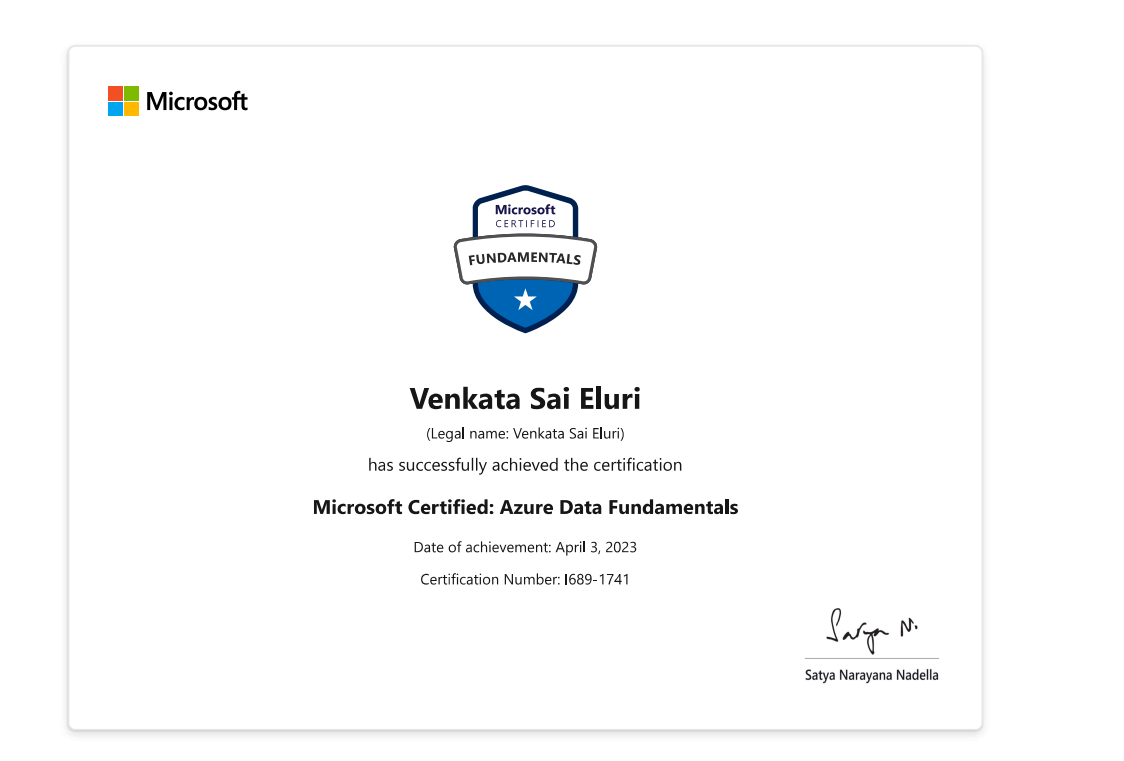 Microsoft
Microsoft
CERTIFIED
FUNDAMENTALS
Venkata Sai Eluri
(Legal name: Venkata Sai Eluri)
has successfully achieved the certification
Microsoft Certified: Azure Data Fundamentals
Date of achievement: April 3, 2023
Certification Number: I689-1741
Satya N.
Satya Narayana Nadella